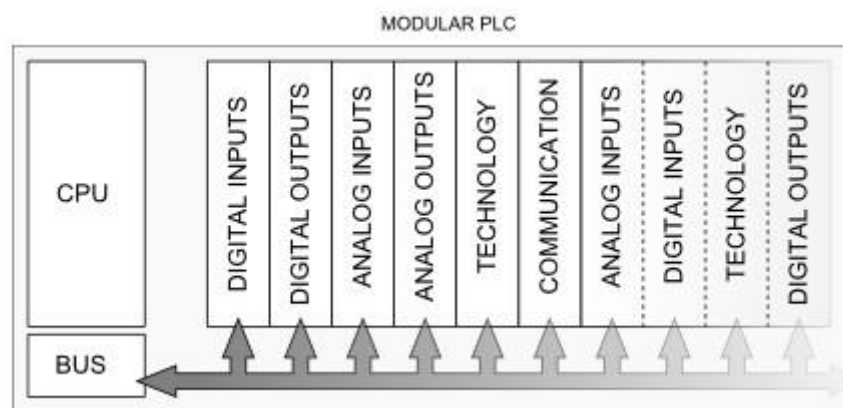 MODULAR PLC
CPU
DIGITAL INPUTS
DIGITAL OUTPUTS
ANALOG INPUTS
ANALOG OUTPUTS
TECHNOLOGY
COMMUNICATION
ANALOG INPUTS
DIGITAL INPUTS
TECHNOLOGY
DIGITAL OUTPUTS
BUS